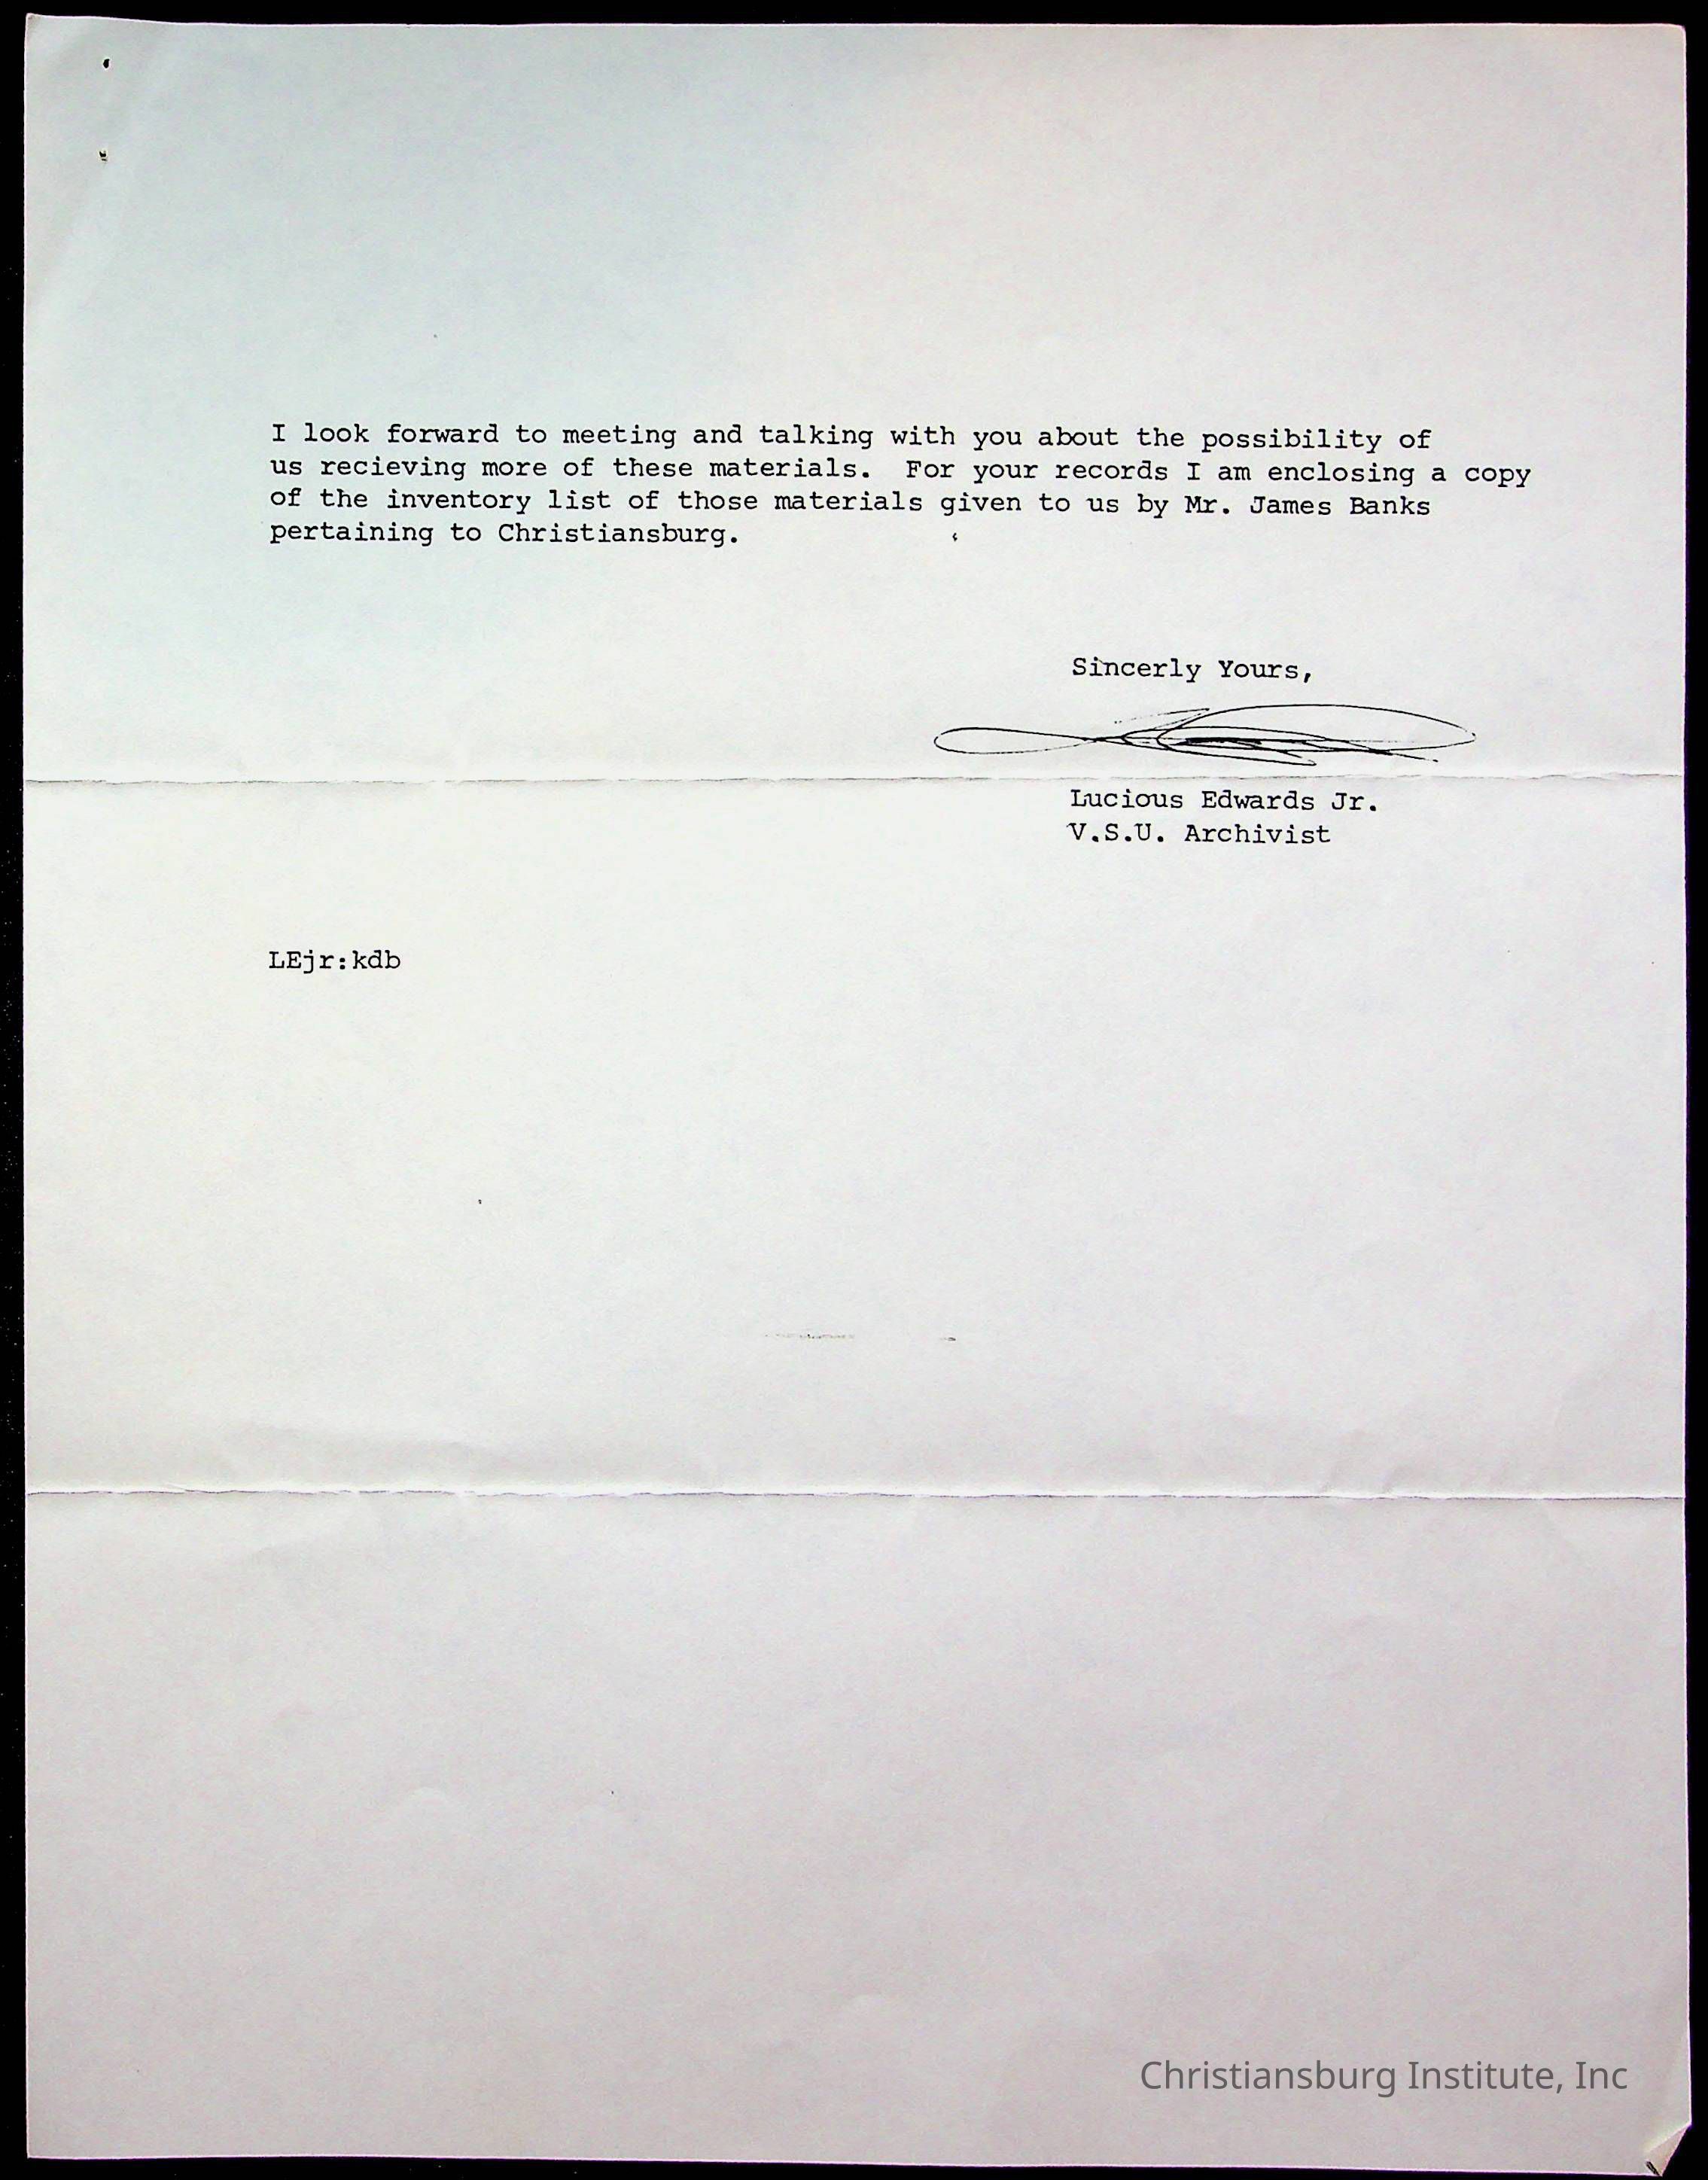 I look forward to meeting and talking with you about the possibility of
us recieving more of these materials.  For your records I am enclosing a copy
of the inventory list of those materials given to us by Mr. James Banks
pertaining to Christiansburg.
Sincerly Yours,
Lucious Edwards Jr.
V.S.U. Archivist
LEjr:kdb
Christiansburg Institute, Inc